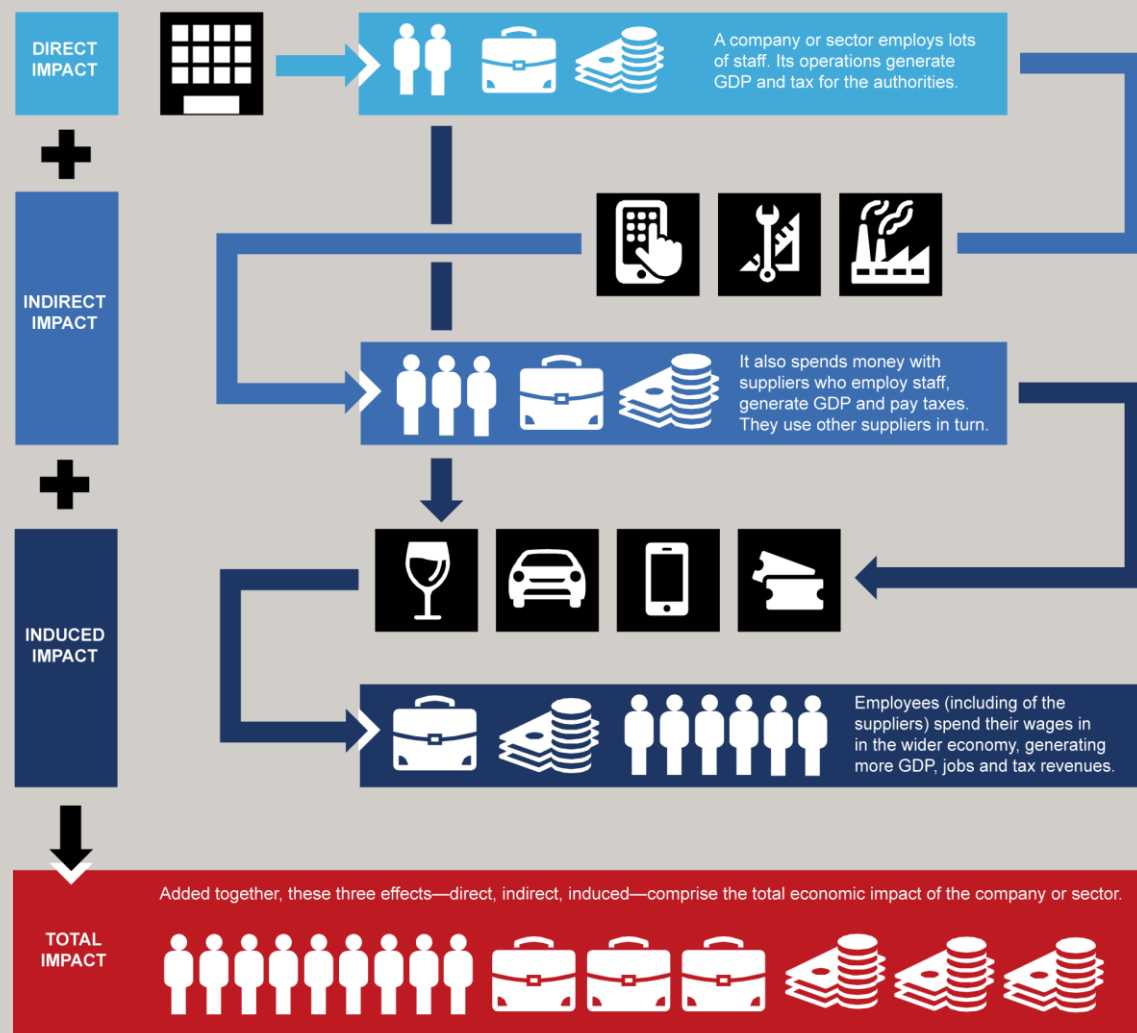 DIRECT
IMPACT
A company or sector employs lots
of staff. Its operations generate
GDP and tax for the authorities.
INDIRECT
IMPACT
It also spends money with
suppliers who employ staff,
generate GDP and pay taxes.
They use other suppliers in turn.
INDUCED
IMPACT
Employees (including of the
suppliers) spend their wages in
in the wider economy, generating
more GDP, jobs and tax revenues.
Added together, these three effects—direct, indirect, induced—comprise the total economic impact of the company or sector.
TOTAL
IMPACT